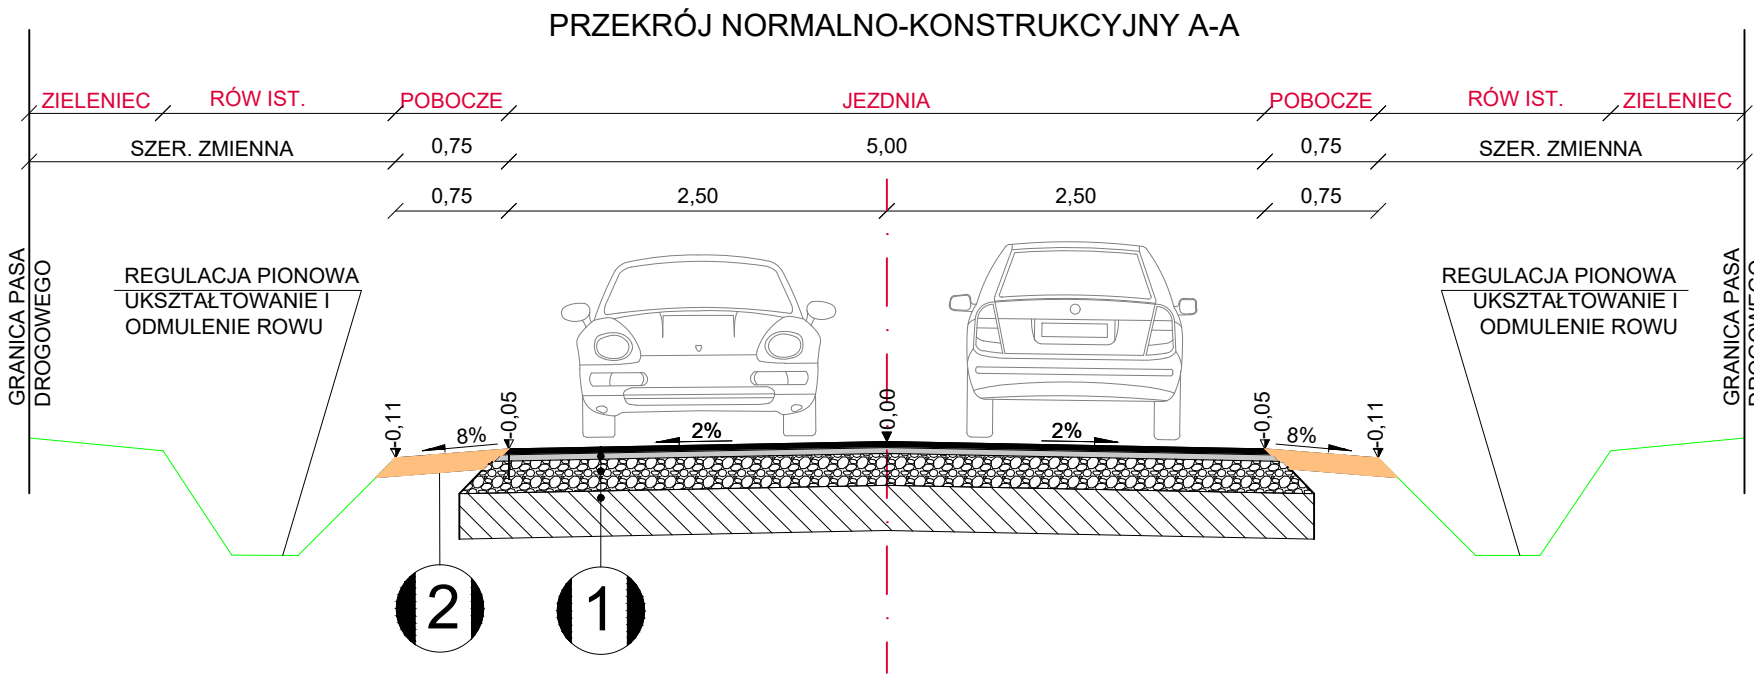 PRZEKRÓJ NORMALNO-KONSTRUKCYJNY A-A
ZIELENIEC RÓW IST. POBOCZE JEZDNIA POBOCZE RÓW IST. ZIELENIEC
SZER. ZMIENNA 0,75 5,00 0,75 SZER. ZMIENNA
0,75 2,50 2,50 0,75
GRANICA PASA
DROGOWEGO
REGULACJA PIONOWA
UKSZTAŁTOWANIE I
ODMULENIE ROWU
REGULACJA PIONOWA
UKSZTAŁTOWANIE I
ODMULENIE ROWU
GRANICA PASA
DROGOWEGO
-0,11 8% -0,05 2% 0,00 2% -0,05 8% -0,11
2 1